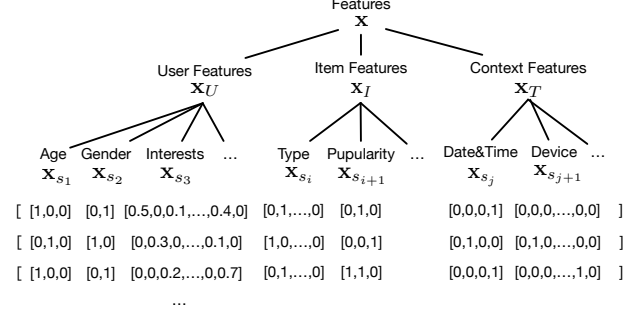 Features
x
User Features Item Features Context Features
x_U x_I x_T
Age Gender Interests ... Type Pupularity ... Date&Time Device ...
x_{s_1} x_{s_2} x_{s_3} x_{s_i} x_{s_{i+1}} x_{s_j} x_{s_{j+1}}
[ [1,0,0] [0,1] [0.5,0,0.1,...,0.4,0] [0,1,...,0] [0,1,0] [0,0,0,1] [0,0,0,...,0,0] ]
[ [0,1,0] [1,0] [0,0.3,0,...,0.1,0] [1,0,...,0] [0,0,1] [0,1,0,0] [0,1,0,...,0,0] ]
[ [1,0,0] [0,1] [0,0,0.2,...,0,0.7] [0,1,...,0] [1,1,0] [0,0,0,1] [0,0,0,...,1,0] ]
...